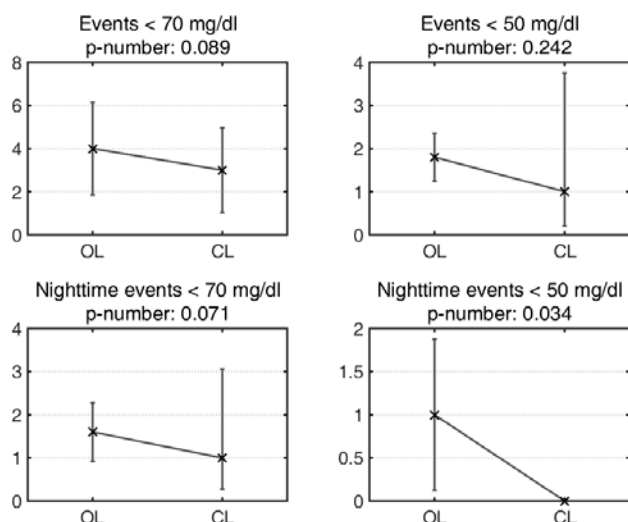 Events < 70 mg/dl
p-number: 0.089
8
6
4
2
0
OL CL
Events < 50 mg/dl
p-number: 0.242
4
3
2
1
0
OL CL
Nighttime events < 70 mg/dl
p-number: 0.071
4
3
2
1
0
OL CL
Nighttime events < 50 mg/dl
p-number: 0.034
2
1.5
1
0.5
0
OL CL